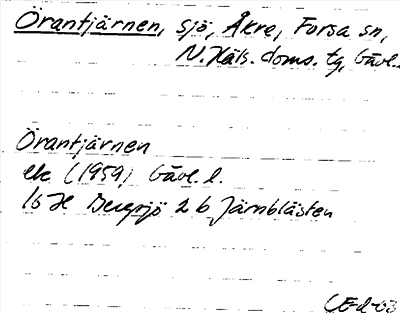 Örantjärnen, sjö, Åkre, Forsa sn,
N. Häls. doms. tg, Gävl.
Örantjärnen
ek (1959) Gävl. l.
16 H Bergsjö 2 b Järnblästen